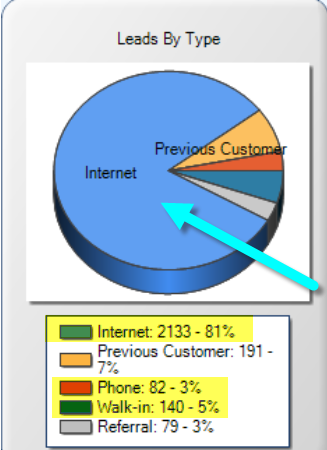 Leads By Type
Previous Customer
Internet
Internet: 2133 - 81%
Previous Customer: 191 -
7%
Phone: 82 - 3%
Walk-in: 140 - 5%
Referral: 79 - 3%